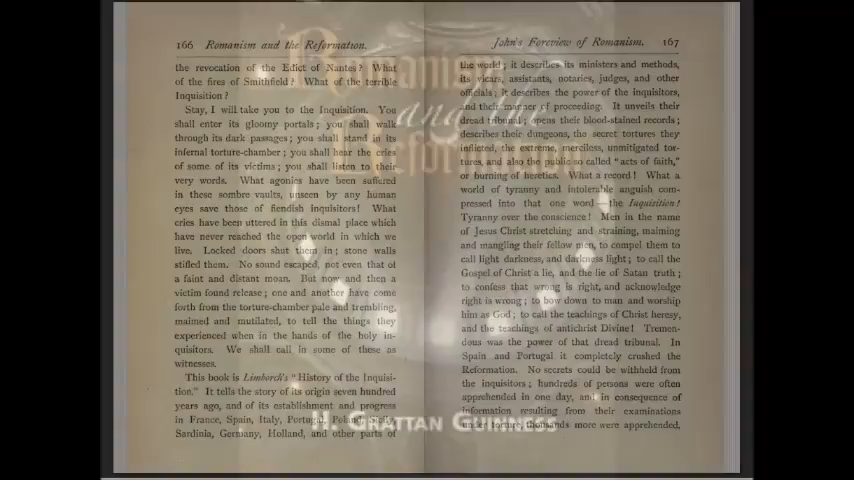 166 Romanism and the Reformation.
the revocation of the Edict of Nantes? What
of the fires of Smithfield? What of the terrible
Inquisition?
Stay, I will take you to the Inquisition. You
shall enter its gloomy portals; you shall walk
through its dark passages; you shall stand in its
infernal torture-chamber; you shall hear the cries
of some of its victims; you shall listen to their
very words. What agonies have been suffered
in these sombre vaults, unseen by any human
eyes save those of fiendish inquisitors! What
cries have been uttered in this dismal place which
have never reached the open world in which we
live. Locked doors shut them in; stone walls
stifled them. No sound escaped, not even that of
a faint and distant moan. But now and then a
victim found release; one and another have come
forth from the torture-chamber pale and trembling,
maimed and mutilated, to tell the things they
experienced when in the hands of the holy in-
quisitors. We shall call in some of these as
witnesses.
This book is Limborch's "History of the Inquisi-
tion." It tells the story of its origin seven hundred
years ago, and of its establishment and progress
in France, Spain, Italy, Portugal, Poland, Sicily,
Sardinia, Germany, Holland, and other parts of
John's Foreview of Romanism. 167
the world; it describes its ministers and methods,
its vicars, assistants, notaries, judges, and other
officials; it describes the power of the inquisitors,
and their manner of proceeding. It unveils their
dread tribunal; opens their blood-stained records;
describes their dungeons, the secret tortures they
inflicted, the extreme, merciless, unmitigated tor-
tures, and also the public so called "acts of faith,"
or burning of heretics. What a record! What a
world of tyranny and intolerable anguish com-
pressed into that one word—the Inquisition!
Tyranny over the conscience! Men in the name
of Jesus Christ stretching and straining, maiming
and mangling their fellow men, to compel them to
call light darkness, and darkness light; to call the
Gospel of Christ a lie, and the lie of Satan truth;
to confess that wrong is right, and acknowledge
right is wrong; to bow down to man and worship
him as God; to call the teachings of Christ heresy,
and the teachings of antichrist Divine! Tremen-
dous was the power of that dread tribunal. In
Spain and Portugal it completely crushed the
Reformation. No secrets could be withheld from
the inquisitors; hundreds of persons were often
apprehended in one day, and in consequence of
information resulting from their examinations
under torture, thousands more were apprehended,
and
H. Grattan Guinness